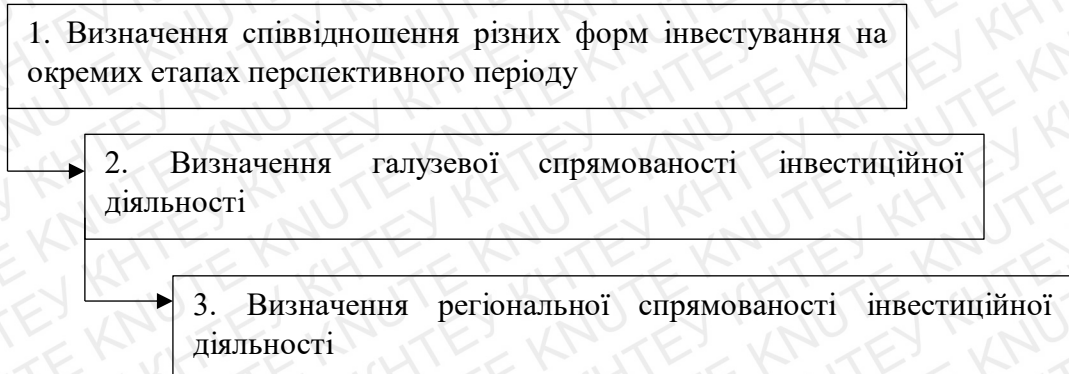 1. Визначення співвідношення різних форм інвестування на
окремих етапах перспективного періоду
2. Визначення галузевої спрямованості інвестиційної
діяльності
3. Визначення регіональної спрямованості інвестиційної
діяльності